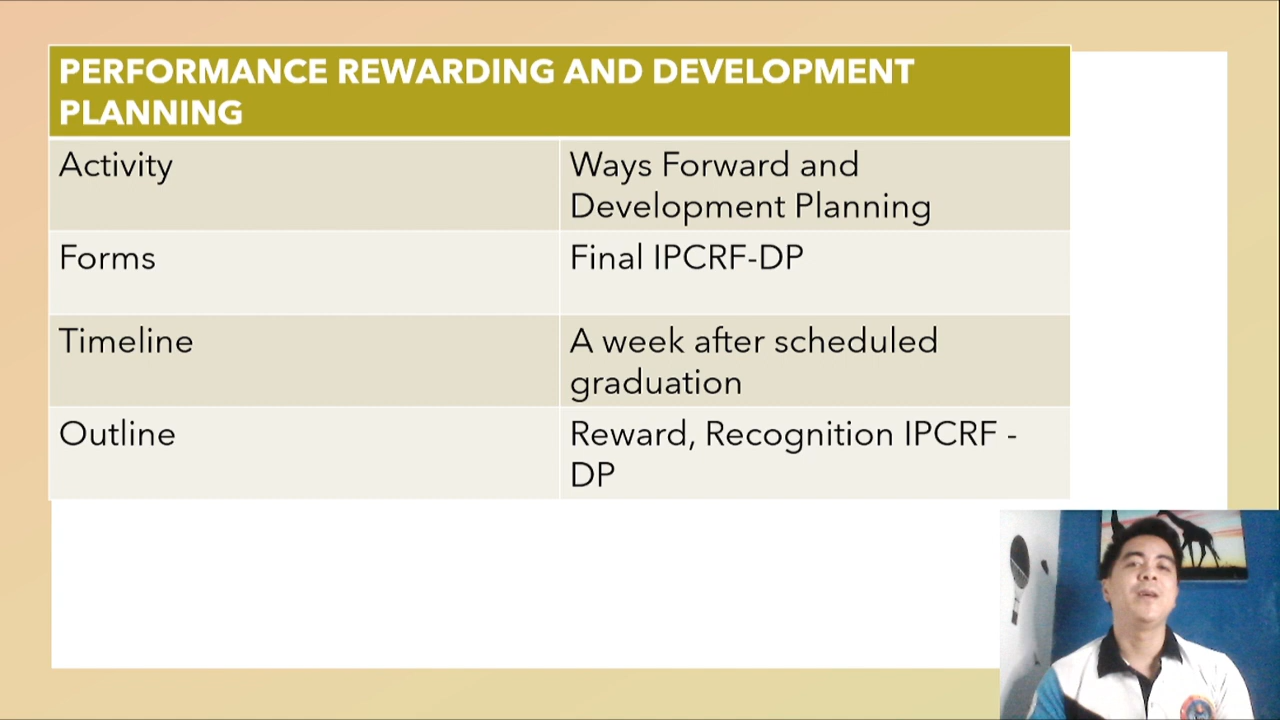 PERFORMANCE REWARDING AND DEVELOPMENT
PLANNING
Activity
Ways Forward and
Development Planning
Forms
Final IPCRF-DP
Timeline
A week after scheduled
graduation
Outline
Reward, Recognition IPCRF -
DP